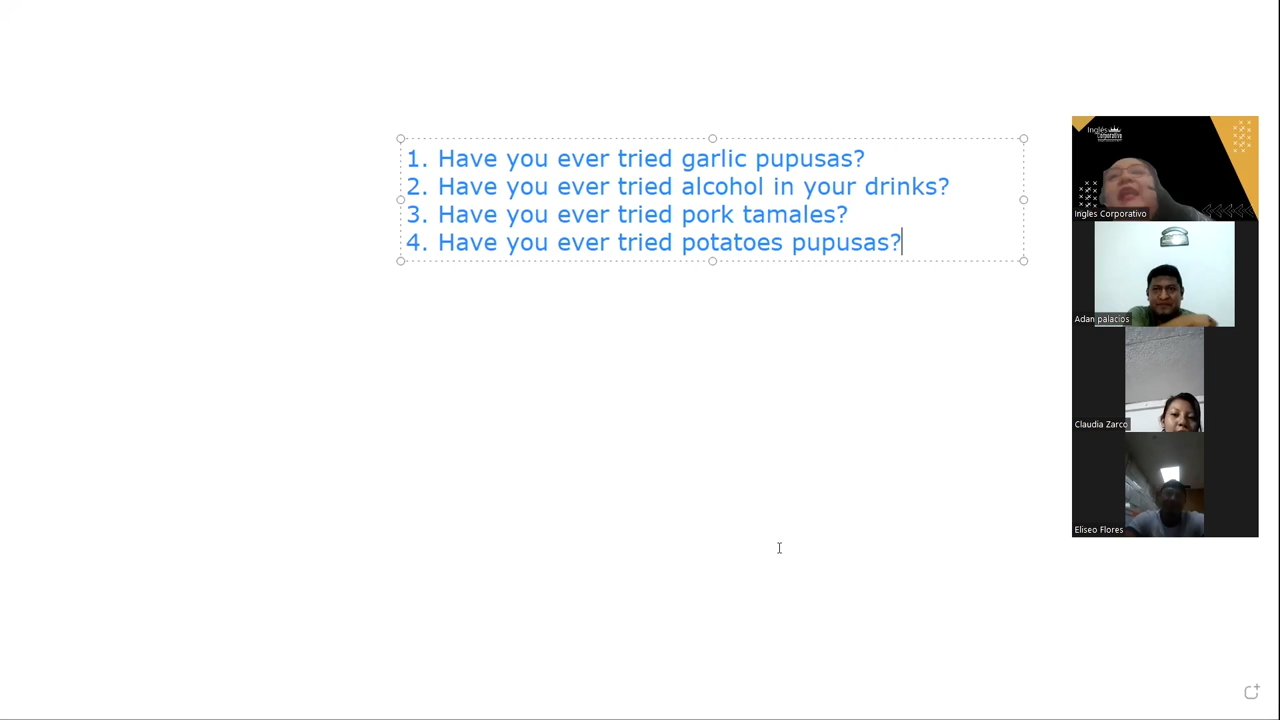 1. Have you ever tried garlic pupusas?
2. Have you ever tried alcohol in your drinks?
3. Have you ever tried pork tamales?
4. Have you ever tried potatoes pupusas?
Inglés
Corporativo
Ingles Corporativo
Adan palacios
Claudia Zarco
Eliseo Flores